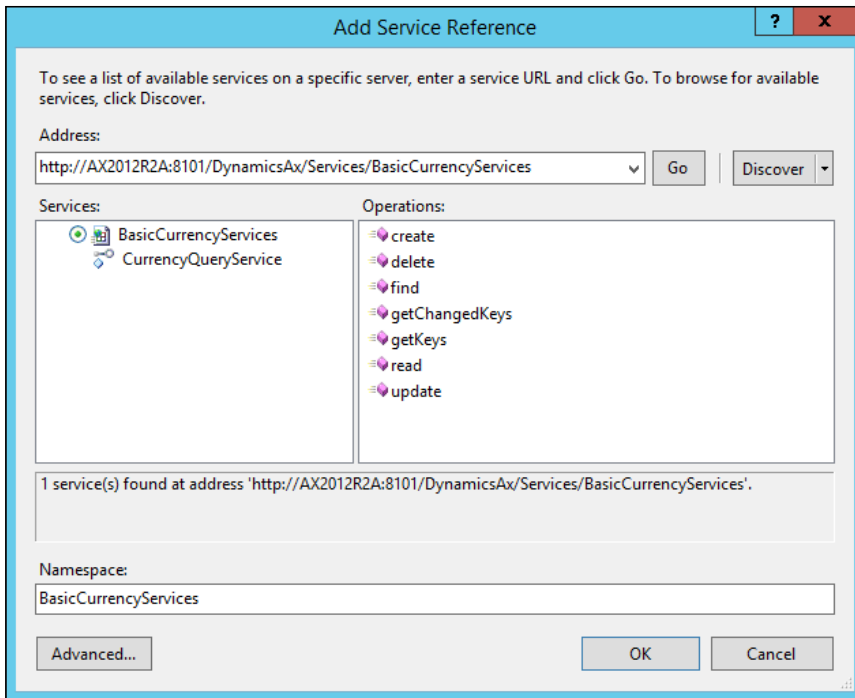 Add Service Reference
?
x
To see a list of available services on a specific server, enter a service URL and click Go. To browse for available
services, click Discover.
Address:
http://AX2012R2A:8101/DynamicsAx/Services/BasicCurrencyServices
Go
Discover
Services:
Operations:
BasicCurrencyServices
CurrencyQueryService
create
delete
find
getChangedKeys
getKeys
read
update
1 service(s) found at address 'http://AX2012R2A:8101/DynamicsAx/Services/BasicCurrencyServices'.
Namespace:
BasicCurrencyServices
Advanced...
OK
Cancel